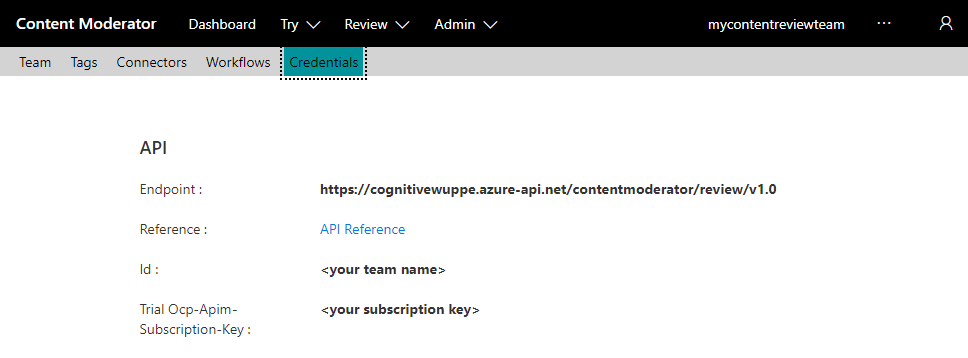 Content Moderator Dashboard Try Review Admin mycontentreviewteam ...
Team Tags Connectors Workflows Credentials
API
Endpoint : https://cognitivewuppe.azure-api.net/contentmoderator/review/v1.0
Reference : API Reference
Id : <your team name>
Trial Ocp-Apim- <your subscription key>
Subscription-Key :